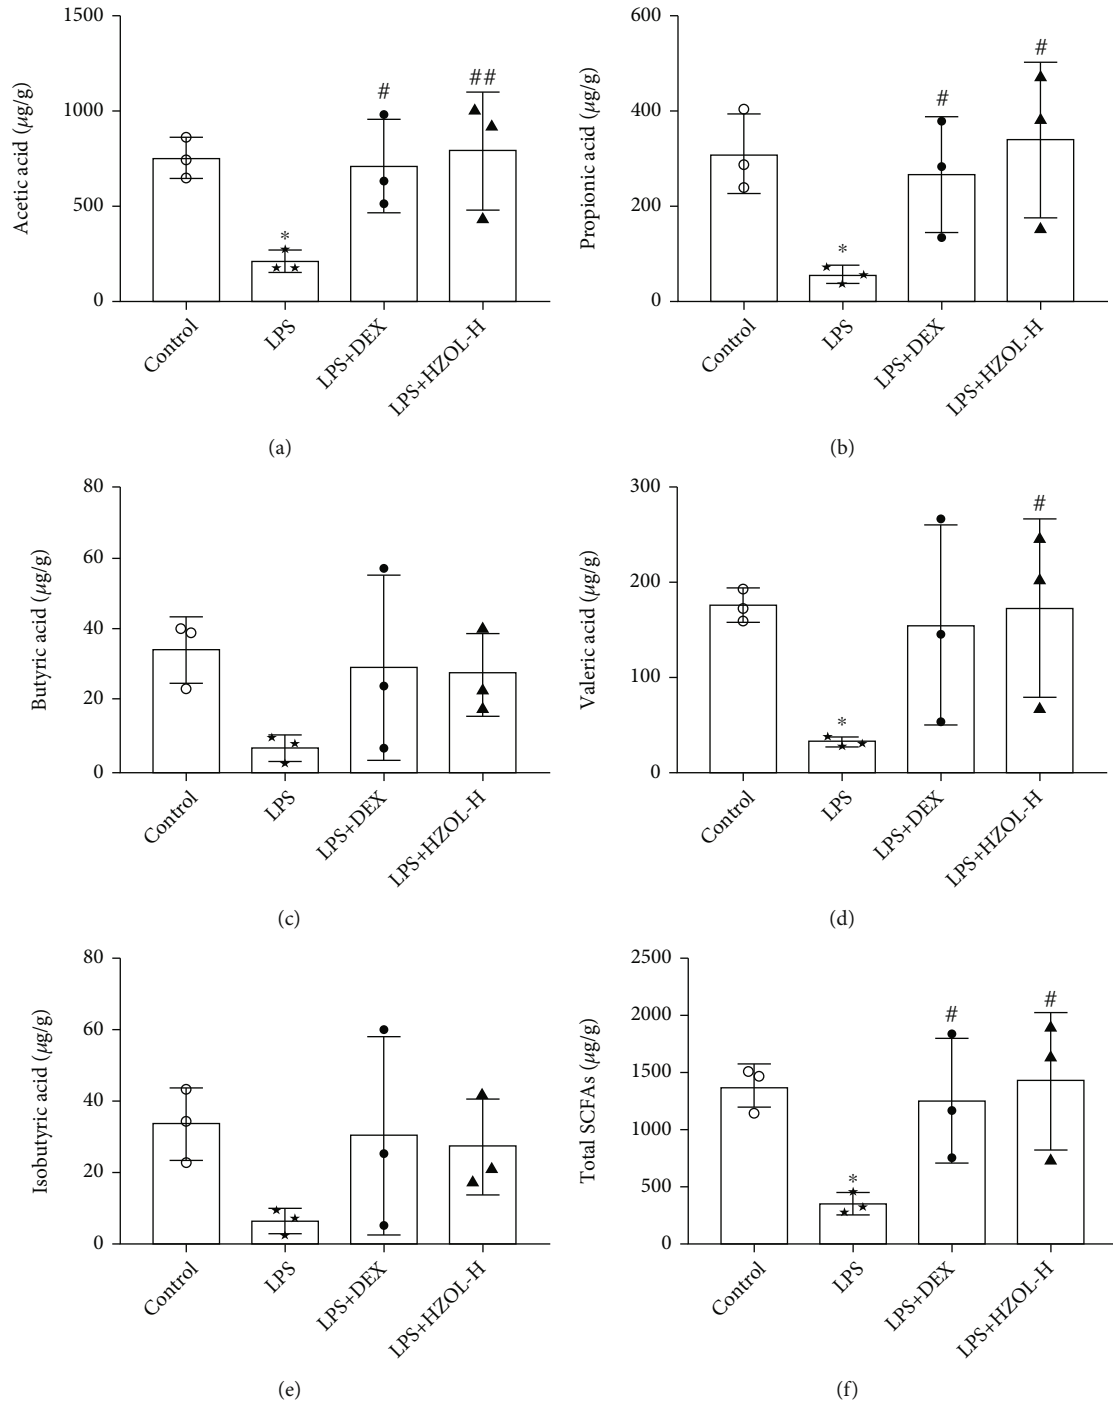 1500
1000
500
0
Acetic acid (μg/g)
*
#
##
Control
LPS
LPS+DEX
LPS+HZOL-H
(a)
600
400
200
0
Propionic acid (μg/g)
*
#
#
Control
LPS
LPS+DEX
LPS+HZOL-H
(b)
80
60
40
20
0
Butyric acid (μg/g)
Control
LPS
LPS+DEX
LPS+HZOL-H
(c)
300
200
100
0
Valeric acid (μg/g)
*
#
Control
LPS
LPS+DEX
LPS+HZOL-H
(d)
80
60
40
20
0
Isobutyric acid (μg/g)
Control
LPS
LPS+DEX
LPS+HZOL-H
(e)
2500
2000
1500
1000
500
0
Total SCFAs (μg/g)
*
#
#
Control
LPS
LPS+DEX
LPS+HZOL-H
(f)